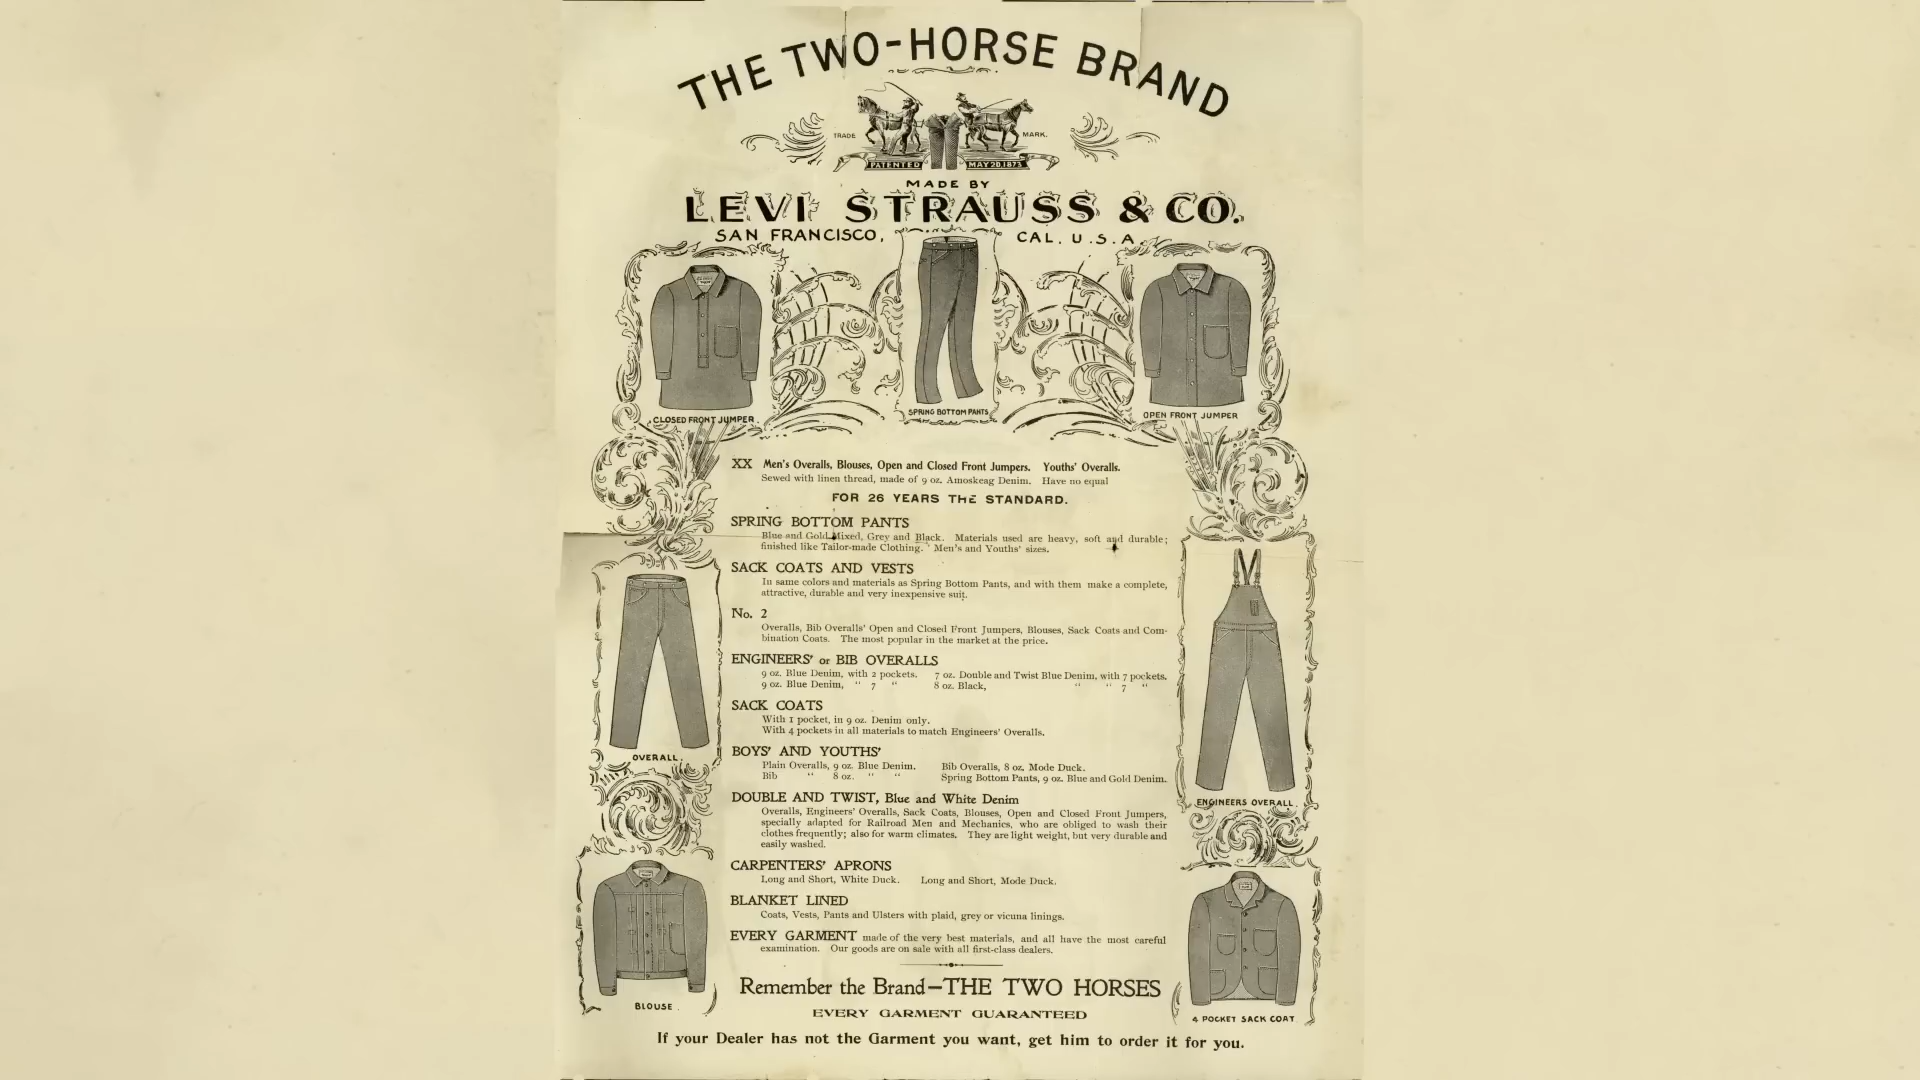 THE TWO-HORSE BRAND
TRADE MARK.
PATENTED MAY 20.1873
MADE BY
LEVI STRAUSS & CO.
SAN FRANCISCO, CAL. U.S.A
CLOSED FRONT JUMPER.
SPRING BOTTOM PANTS
OPEN FRONT JUMPER
XX Men's Overalls, Blouses, Open and Closed Front Jumpers. Youths' Overalls.
Sewed with linen thread, made of 9 oz. Amoskeag Denim. Have no equal
FOR 26 YEARS THE STANDARD.
SPRING BOTTOM PANTS
Blue and Gold Mixed, Grey and Black. Materials used are heavy, soft and durable;
finished like Tailor-made Clothing. Men's and Youths' sizes.
SACK COATS AND VESTS
In same colors and materials as Spring Bottom Pants, and with them make a complete,
attractive, durable and very inexpensive suit.
No. 2
Overalls, Bib Overalls' Open and Closed Front Jumpers, Blouses, Sack Coats and Com-
bination Coats. The most popular in the market at the price.
ENGINEERS' or BIB OVERALLS
9 oz. Blue Denim, with 2 pockets. 7 oz. Double and Twist Blue Denim, with 7 pockets.
9 oz. Blue Denim, " 7 " 8 oz. Black, " " 7 "
SACK COATS
With 1 pocket, in 9 oz. Denim only.
With 4 pockets in all materials to match Engineers' Overalls.
BOYS' AND YOUTHS'
Plain Overalls, 9 oz. Blue Denim. Bib Overalls, 8 oz. Mode Duck.
Bib " 8 oz. " " Spring Bottom Pants, 9 oz. Blue and Gold Denim.
DOUBLE AND TWIST, Blue and White Denim
Overalls, Engineers' Overalls, Sack Coats, Blouses, Open and Closed Front Jumpers,
specially adapted for Railroad Men and Mechanics, who are obliged to wash their
clothes frequently; also for warm climates. They are light weight, but very durable and
easily washed.
CARPENTERS' APRONS
Long and Short, White Duck. Long and Short, Mode Duck.
BLANKET LINED
Coats, Vests, Pants and Ulsters with plaid, grey or vicuna linings.
EVERY GARMENT made of the very best materials, and all have the most careful
examination. Our goods are on sale with all first-class dealers.
OVERALL.
ENGINEERS OVERALL.
BLOUSE.
4 POCKET SACK COAT.
Remember the Brand—THE TWO HORSES
EVERY GARMENT GUARANTEED
If your Dealer has not the Garment you want, get him to order it for you.